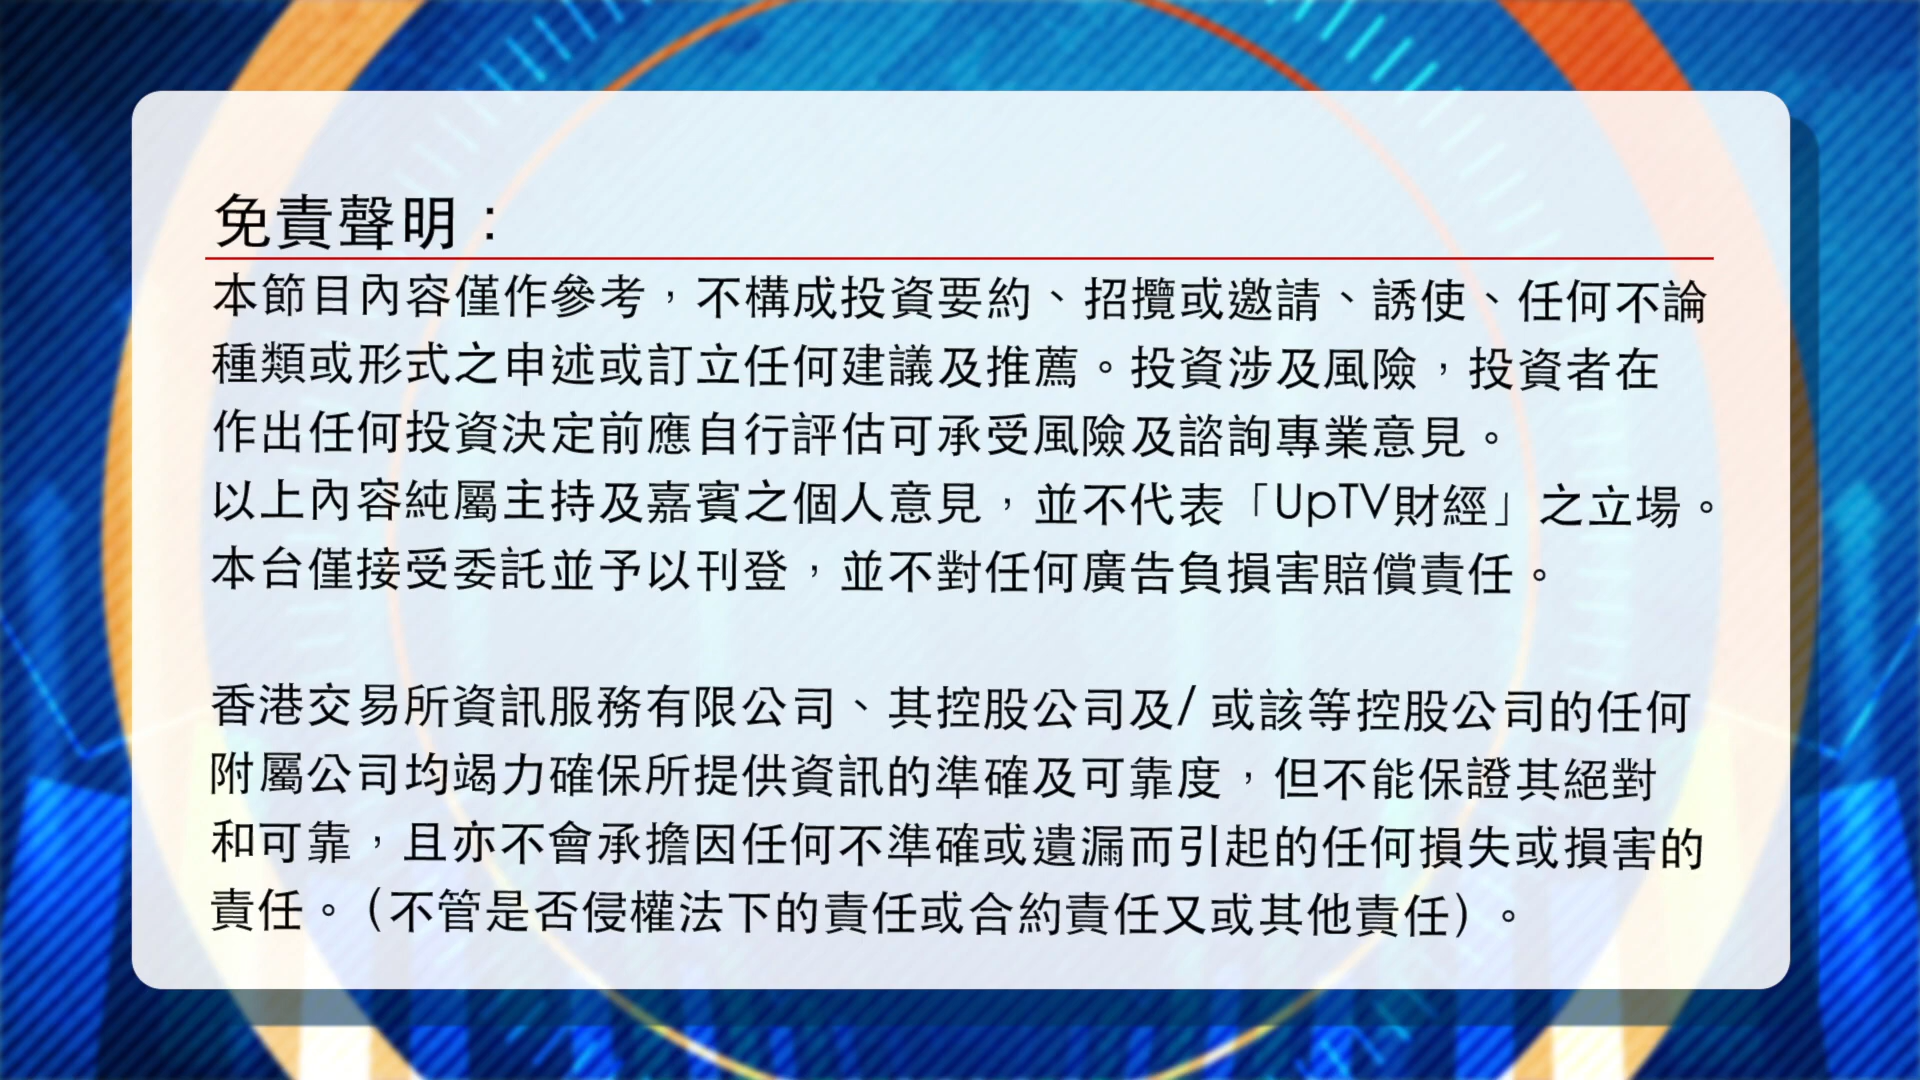 免責聲明：
本節目內容僅作參考，不構成投資要約、招攬或邀請、誘使、任何不論
種類或形式之申述或訂立任何建議及推薦。投資涉及風險，投資者在
作出任何投資決定前應自行評估可承受風險及諮詢專業意見。
以上內容純屬主持及嘉賓之個人意見，並不代表「UpTV財經」之立場。
本台僅接受委託並予以刊登，並不對任何廣告負損害賠償責任。
香港交易所資訊服務有限公司、其控股公司及/ 或該等控股公司的任何
附屬公司均竭力確保所提供資訊的準確及可靠度，但不能保證其絕對
和可靠，且亦不會承擔因任何不準確或遺漏而引起的任何損失或損害的
責任。（不管是否侵權法下的責任或合約責任又或其他責任）。